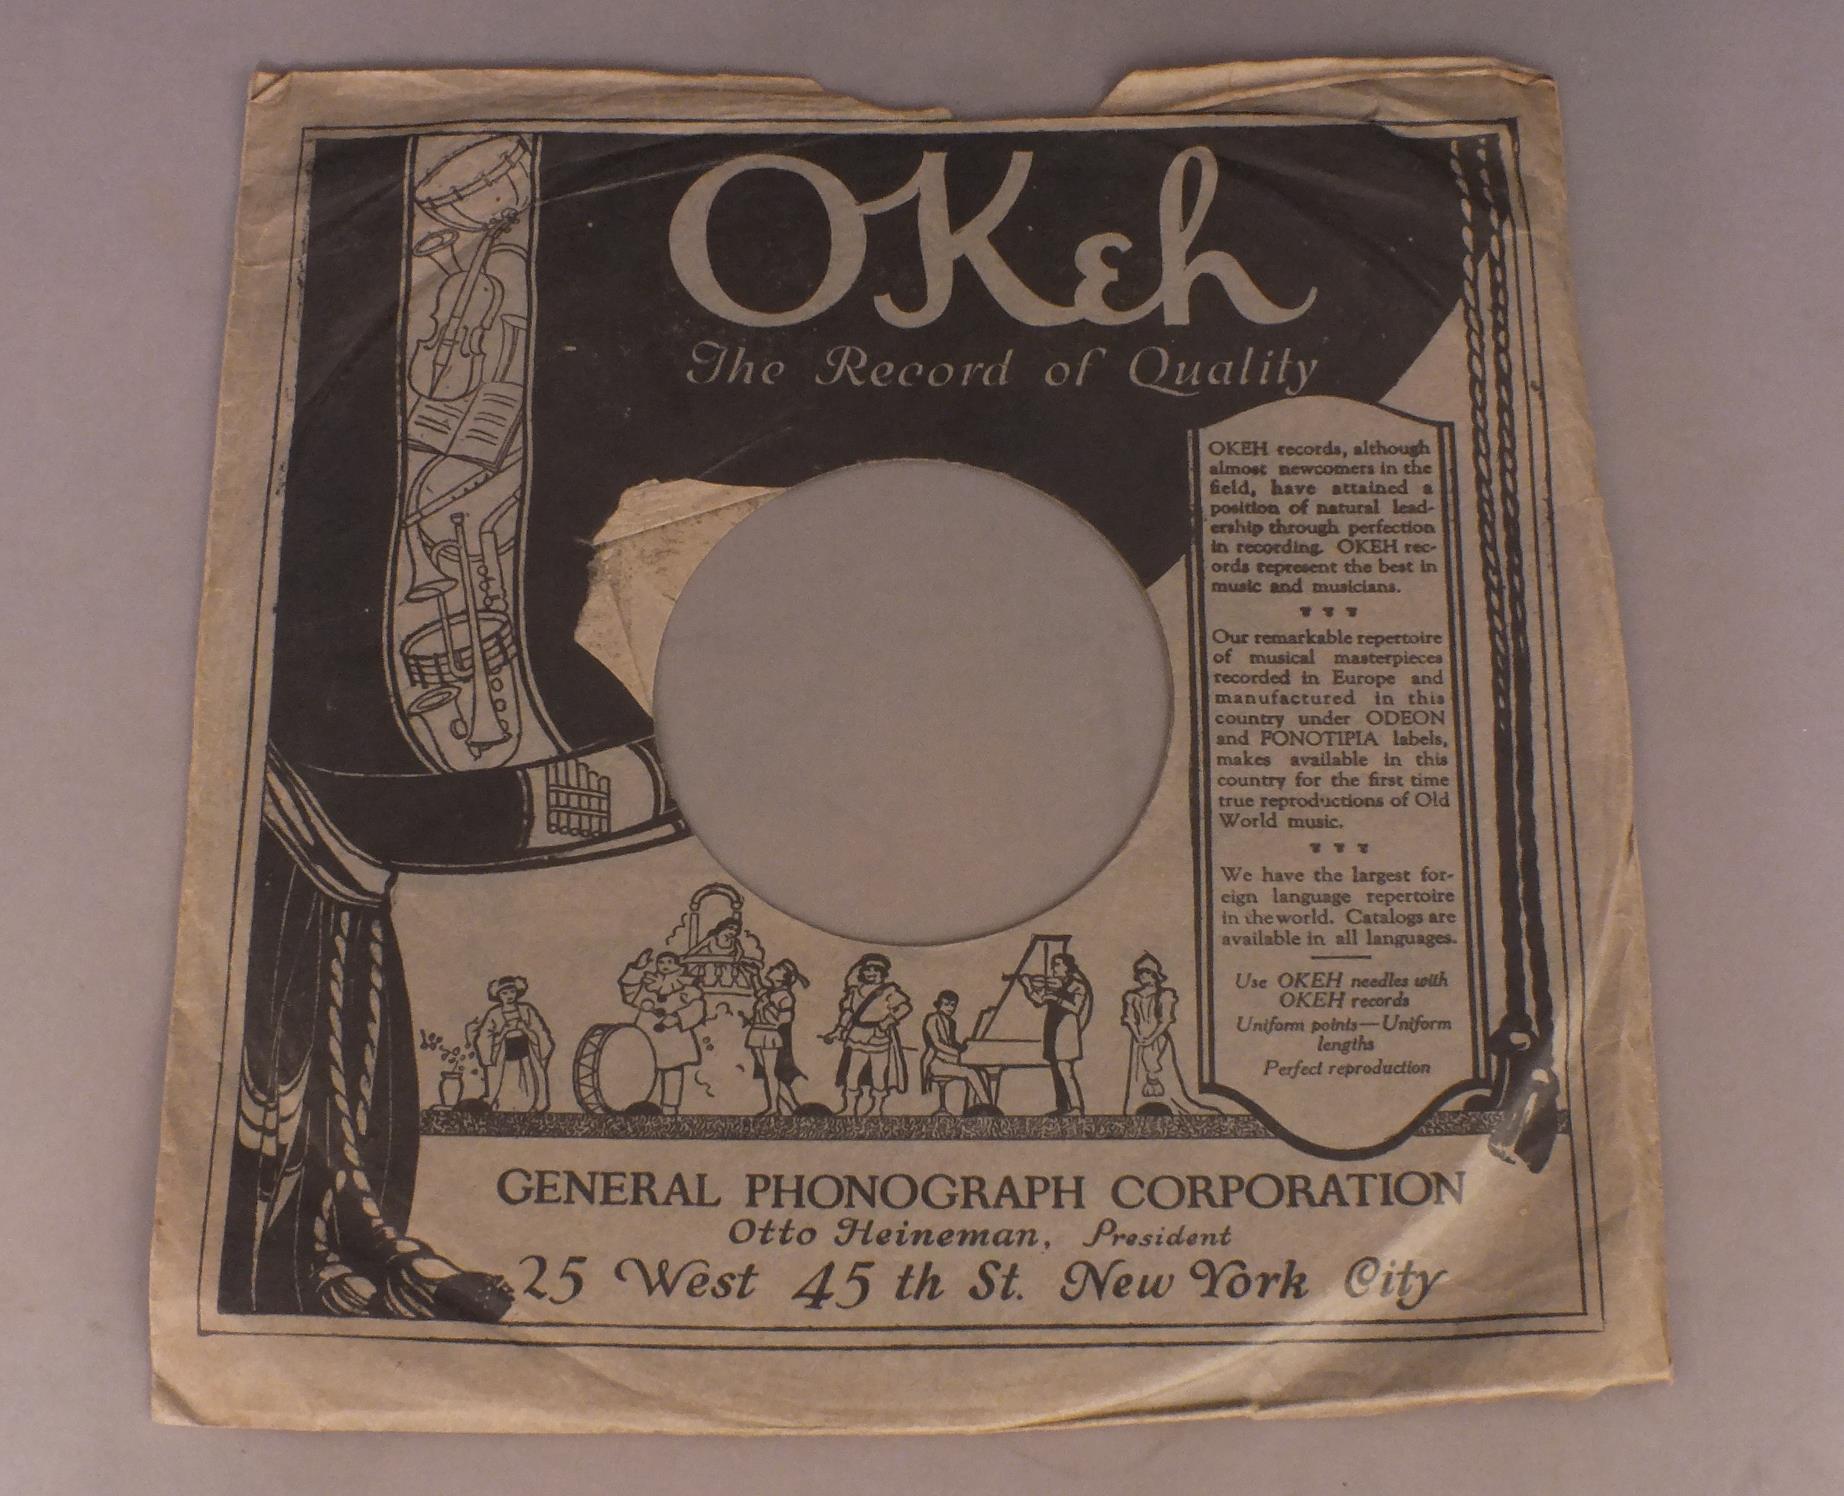 OKeh
The Record of Quality
OKEH records, although
almost newcomers in the
field, have attained a
position of natural lead-
ership through perfection
in recording. OKEH rec-
ords represent the best in
music and musicians.
Our remarkable repertoire
of musical masterpieces
recorded in Europe and
manufactured in this
country under ODEON
and FONOTIPIA labels,
makes available in this
country for the first time
true reproductions of Old
World music.
We have the largest for-
eign language repertoire
in the world. Catalogs are
available in all languages.
Use OKEH needles with
OKEH records
Uniform points—Uniform
lengths
Perfect reproduction
GENERAL PHONOGRAPH CORPORATION
Otto Heineman, President
25 West 45th St. New York City